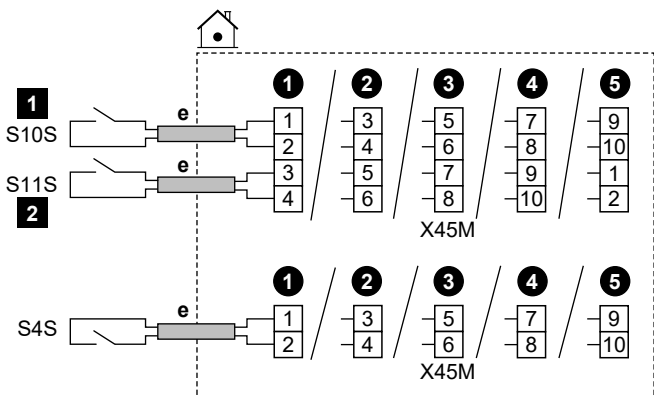 1 2 3 4 5
1 e 1 3 5 7 9
S10S 2 4 6 8 10
S11S e 3 5 7 9 1
2 4 6 8 10 2
X45M
1 2 3 4 5
S4S e 1 3 5 7 9
2 4 6 8 10
X45M